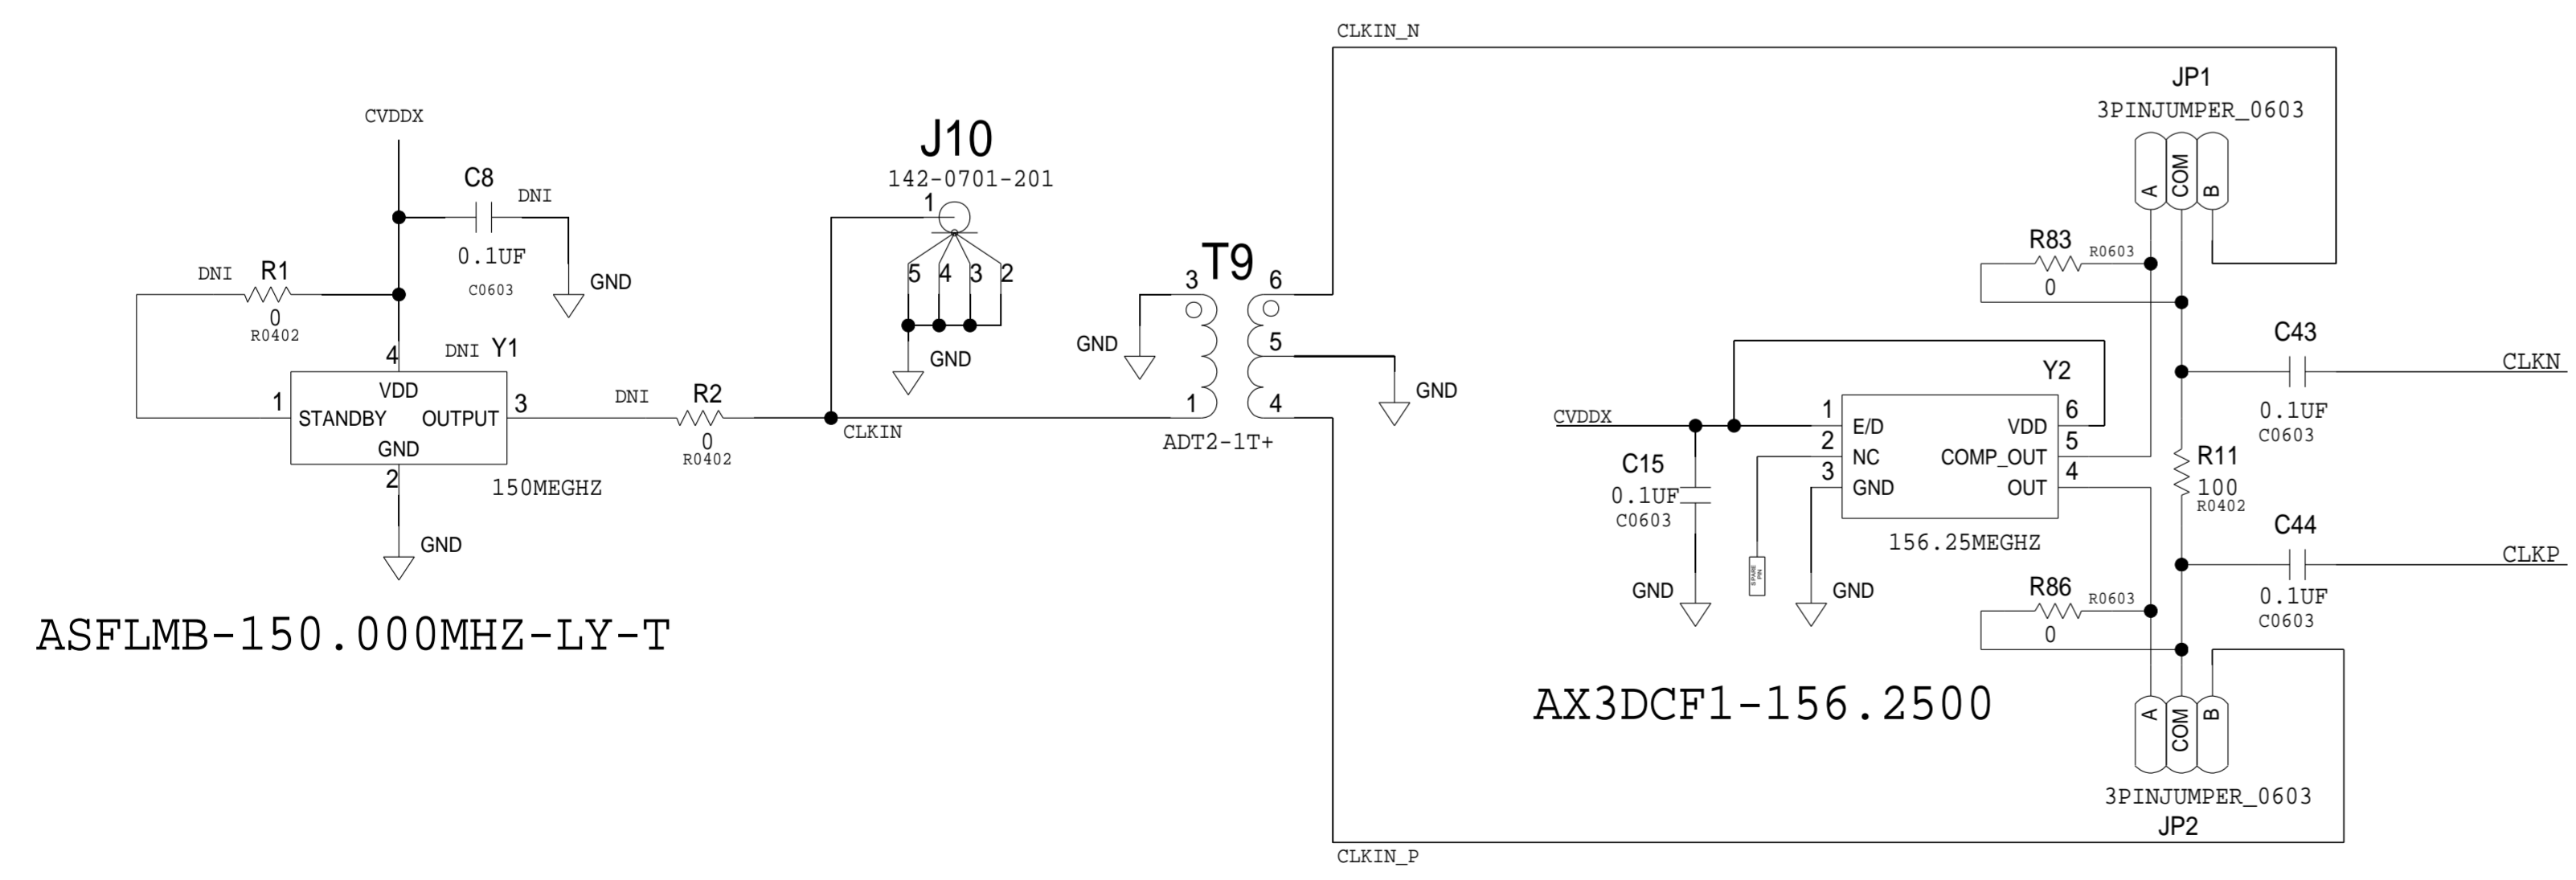 CLKIN_N
JP1
3PINJUMPER_0603
A
COM
B
CVDDX
C8
DNI
0.1UF
C0603
GND
DNI
R1
0
R0402
4
DNI Y1
VDD
1
STANDBY
OUTPUT
3
GND
2
150MEGHZ
GND
ASFLMB-150.000MHZ-LY-T
DNI
R2
0
R0402
CLKIN
J10
142-0701-201
1
5
4
3
2
GND
T9
3
6
GND
5
GND
1
4
ADT2-1T+
R83
R0603
0
C43
CLKN
0.1UF
C0603
Y2
CVDDX
1
E/D
VDD
6
2
NC
COMP_OUT
5
3
GND
OUT
4
156.25MEGHZ
C15
0.1UF
C0603
GND
SPARE
PIN
GND
R11
100
R0402
C44
CLKP
0.1UF
C0603
R86
R0603
0
AX3DCF1-156.2500
A
COM
B
3PINJUMPER_0603
JP2
CLKIN_P